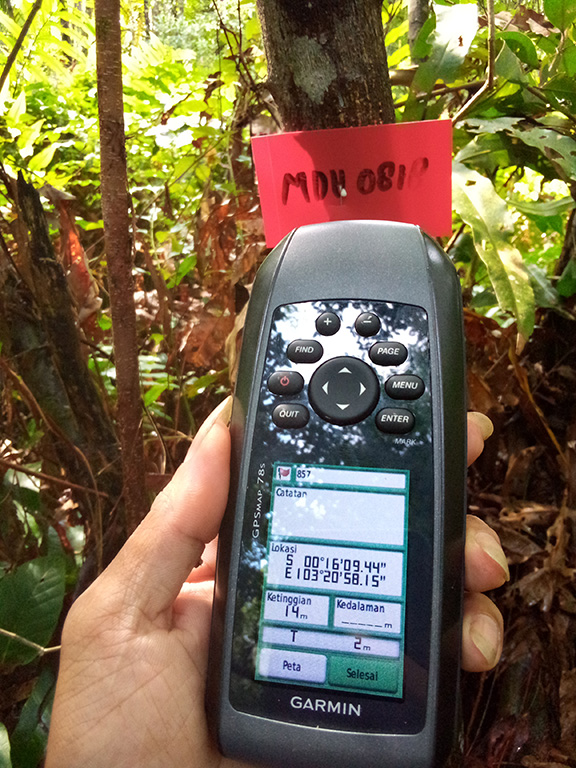 MDH 0818
FIND
PAGE
MENU
QUIT
ENTER
MARK
GPSMAP 78s
857
Catatan
Lokasi
S 00°16'09.44"
E 103°20'58.15"
Ketinggian
14m
Kedalaman
_____m
T 2m
Peta
Selesai
GARMIN